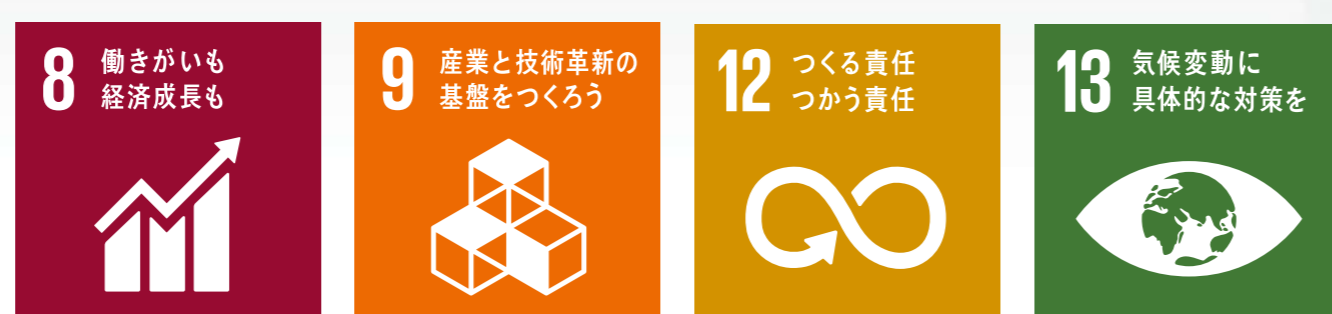 8 働きがいも
経済成長も
9 産業と技術革新の
基盤をつくろう
12 つくる責任
つかう責任
13 気候変動に
具体的な対策を